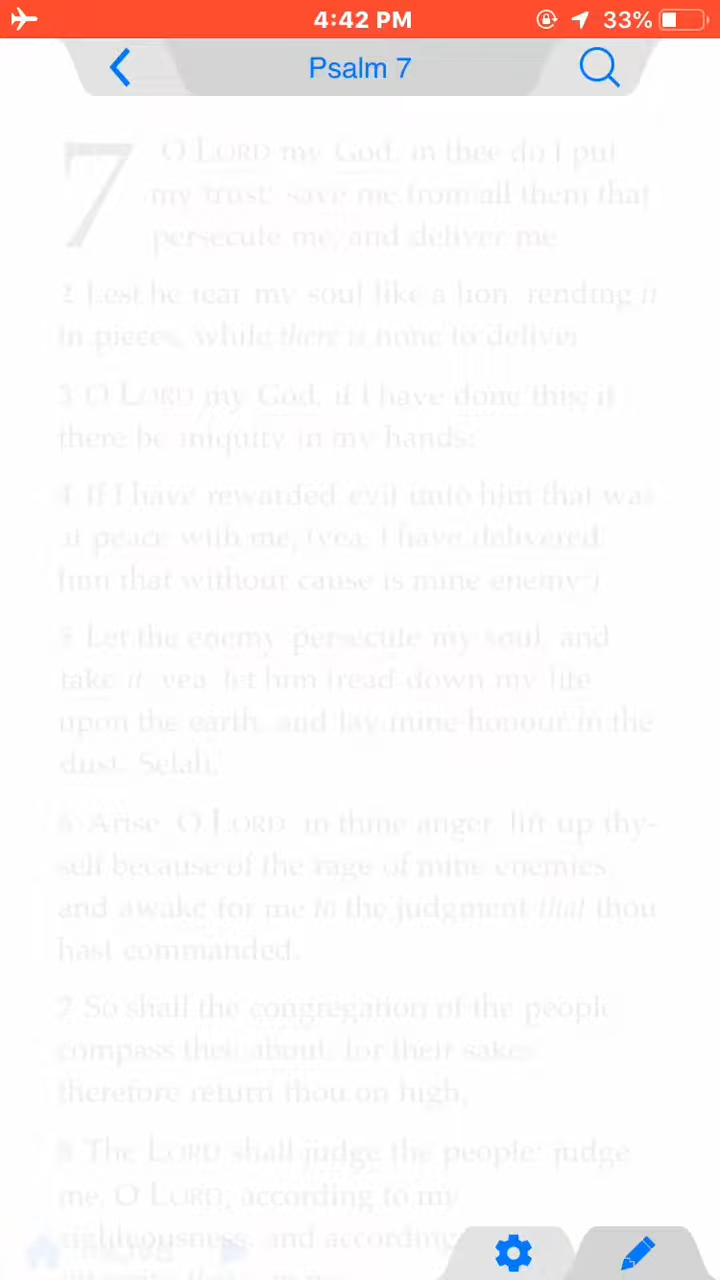 4:42 PM 33%
Psalm 7
7 O LORD my God, in thee do I put
my trust: save me from all them that
persecute me, and deliver me
2 Lest he tear my soul like a lion, rending it
in pieces, while there is none to deliver
3 O LORD my God, if I have done this; if
there be iniquity in my hands;
4 If I have rewarded evil unto him that was
at peace with me; (yea, I have delivered
him that without cause is mine enemy:)
5 Let the enemy persecute my soul, and
take it; yea, let him tread down my life
upon the earth, and lay mine honour in the
dust. Selah.
6 Arise, O LORD, in thine anger, lift up thy-
self because of the rage of mine enemies:
and awake for me to the judgment that thou
hast commanded.
7 So shall the congregation of the people
compass thee about: for their sakes
therefore return thou on high.
8 The LORD shall judge the people: judge
me, O LORD, according to my
righteousness, and according